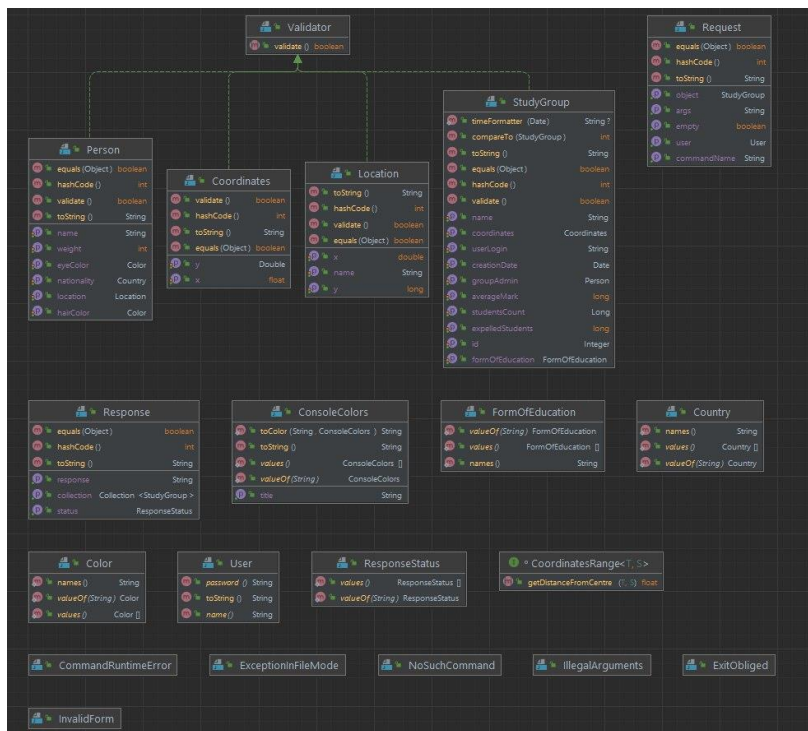 Validator
validate () boolean
Request
equals (Object) boolean
hashCode () int
toString () String
object StudyGroup
args String
empty boolean
user User
commandName String
StudyGroup
timeFormatter (Date) String ?
compareTo (StudyGroup) int
toString () String
equals (Object) boolean
hashCode () int
validate () boolean
name String
coordinates Coordinates
userLogin String
creationDate Date
groupAdmin Person
averageMark long
studentsCount Long
expelledStudents long
id Integer
formOfEducation FormOfEducation
Person
equals (Object) boolean
hashCode () int
validate () boolean
toString () String
name String
weight int
eyeColor Color
nationality Country
location Location
hairColor Color
Coordinates
validate () boolean
hashCode () int
toString () String
equals (Object) boolean
y Double
x float
Location
toString () String
hashCode () int
validate () boolean
equals (Object) boolean
x double
name String
y long
Response
equals (Object) boolean
hashCode () int
toString () String
response String
collection Collection <StudyGroup>
status ResponseStatus
ConsoleColors
toColor (String, ConsoleColors) String
toString () String
values () ConsoleColors []
valueOf (String) ConsoleColors
title String
FormOfEducation
valueOf (String) FormOfEducation
values () FormOfEducation []
names () String
Country
names () String
values () Country []
valueOf (String) Country
Color
names () String
valueOf (String) Color
values () Color []
User
password () String
toString () String
name () String
ResponseStatus
values () ResponseStatus []
valueOf (String) ResponseStatus
CoordinatesRange<T, S>
getDistanceFromCentre (T, S) float
CommandRuntimeError
ExceptionInFileMode
NoSuchCommand
IllegalArguments
ExitObliged
InvalidForm